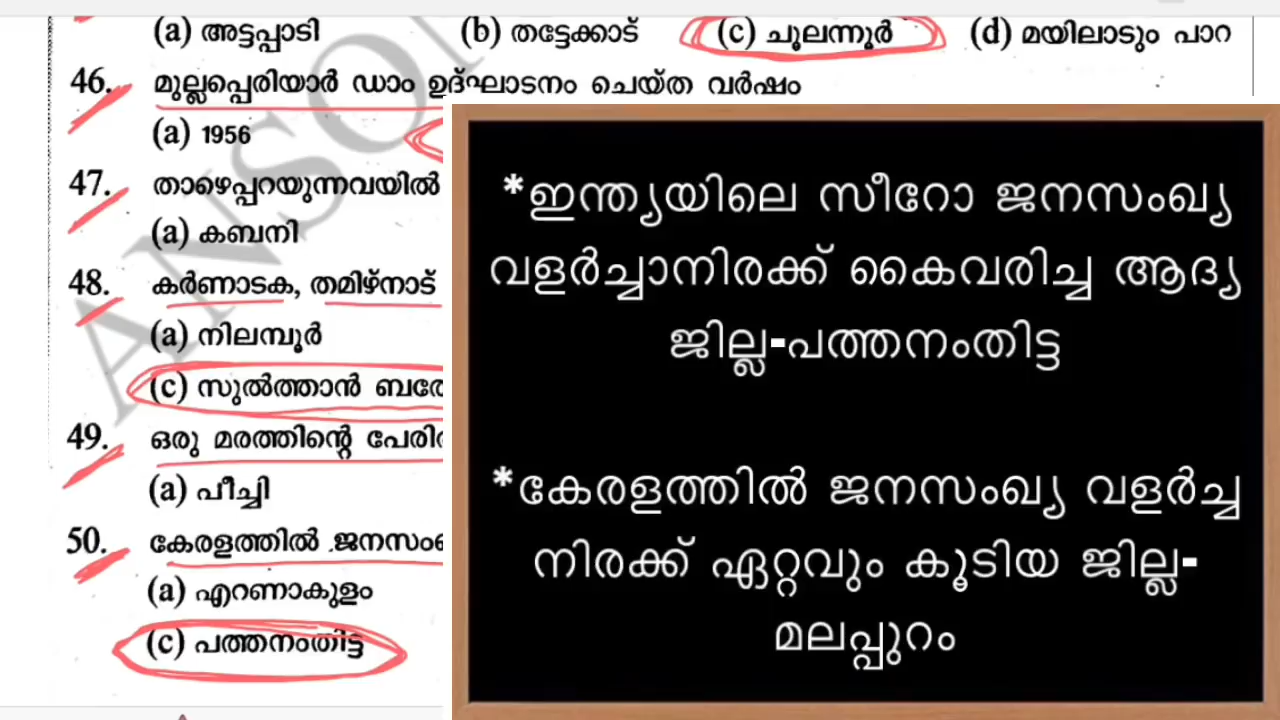 (a) അട്ടപ്പാടി (b) തട്ടേക്കാട് (c) ചൂലന്നൂർ (d) മയിലാടും പാറ
46. മുല്ലപ്പെരിയാർ ഡാം ഉദ്ഘാടനം ചെയ്ത വർഷം
(a) 1956
47. താഴെപ്പറയുന്നവയിൽ
(a) കബനി
48. കർണാടക, തമിഴ്നാട്
(a) നിലമ്പൂർ
(c) സുൽത്താൻ
49. ഒരു മരത്തിന്റെ
(a) പീച്ചി
50. കേരളത്തിൽ
(a) എറണാകുളം
(c) പത്തനംതിട്ട
*ഇന്ത്യയിലെ സീറോ ജനസംഖ്യ
വളർച്ചാനിരക്ക് കൈവരിച്ച ആദ്യ
ജില്ല-പത്തനംതിട്ട
*കേരളത്തിൽ ജനസംഖ്യ വളർച്ച
നിരക്ക് ഏറ്റവും കൂടിയ ജില്ല-
മലപ്പുറം